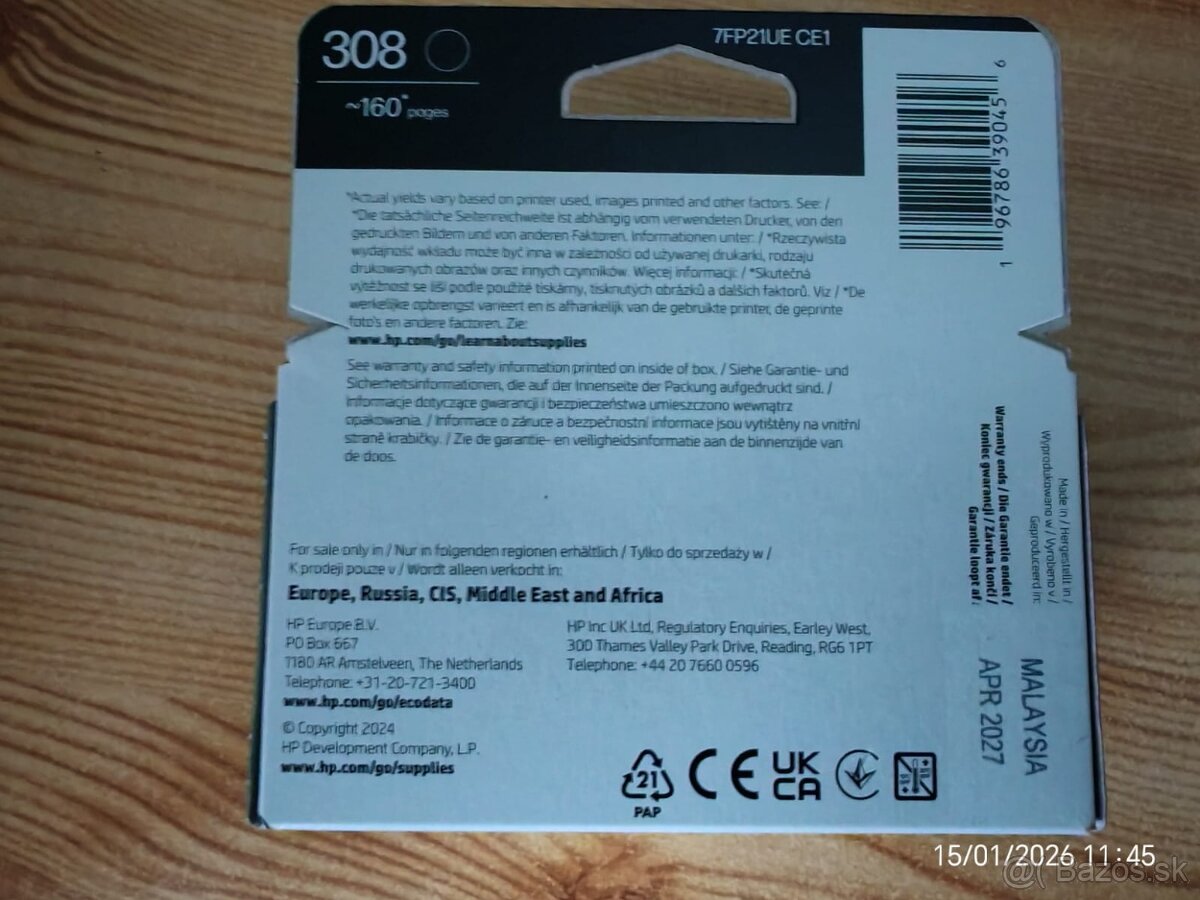 308
~160* pages
7FP21UE CE1
1 96786 39045 6
*Actual yields vary based on printer used, images printed and other factors. See: /
*Die tatsächliche Seitenreichweite ist abhängig vom verwendeten Drucker, von den
gedruckten Bildern und von anderen Faktoren. Informationen unter: / *Rzeczywista
wydajność wkładu może być inna w zależności od używanej drukarki, rodzaju
drukowanych obrazów oraz innych czynników. Więcej informacji: / *Skutečná
výtěžnost se liší podle použité tiskárny, tisknutých obrázků a dalších faktorů. Viz / *De
werkelijke opbrengst varieert en is afhankelijk van de gebruikte printer, de geprinte
foto's en andere factoren. Zie:
www.hp.com/go/learnaboutsupplies
See warranty and safety information printed on inside of box. / Siehe Garantie- und
Sicherheitsinformationen, die auf der Innenseite der Packung aufgedruckt sind. /
Informacje dotyczące gwarancji i bezpieczeństwa umieszczono wewnątrz
opakowania. / Informace o záruce a bezpečnostní informace jsou vytištěny na vnitřní
straně krabičky. / Zie de garantie- en veiligheidsinformatie aan de binnenzijde van
de doos.
For sale only in / Nur in folgenden regionen erhältlich / Tylko do sprzedaży w /
K prodeji pouze v / Wordt alleen verkocht in:
Europe, Russia, CIS, Middle East and Africa
HP Europe B.V.
PO Box 667
1180 AR Amstelveen, The Netherlands
Telephone: +31-20-721-3400
www.hp.com/go/ecodata
HP Inc UK Ltd, Regulatory Enquiries, Earley West,
300 Thames Valley Park Drive, Reading, RG6 1PT
Telephone: +44 20 7660 0596
© Copyright 2024
HP Development Company, L.P.
www.hp.com/go/supplies
21
PAP
CE
UK
CA
Made in / Hergestellt in /
Wyprodukowano w / Vyrobeno v /
Geproduceerd in:
MALAYSIA
Warranty ends / Die Garantie endet /
Koniec gwarancji / Záruka končí /
Garantie loopt af:
APR 2027
15/01/2026 11:45
@( Bazos.sk